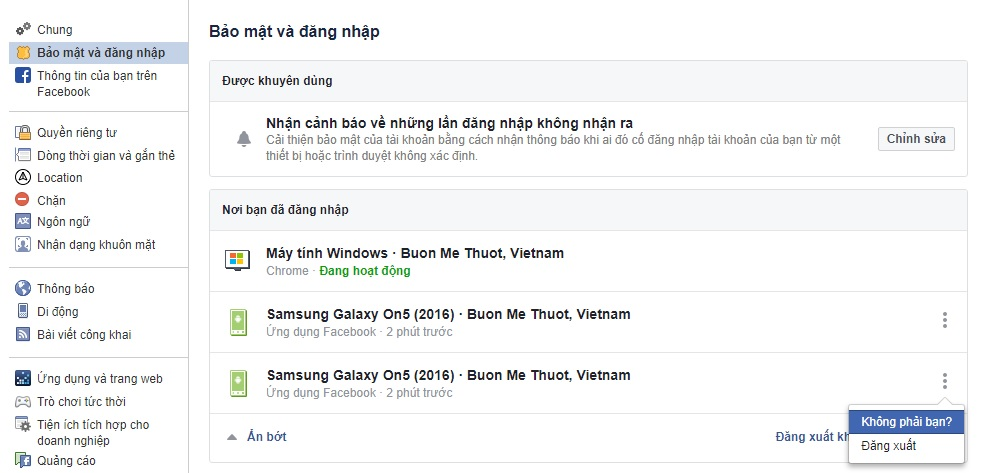 Chung
Bảo mật và đăng nhập
Thông tin của bạn trên
Facebook
Quyền riêng tư
Dòng thời gian và gắn thẻ
Location
Chặn
Ngôn ngữ
Nhận dạng khuôn mặt
Thông báo
Di động
Bài viết công khai
Ứng dụng và trang web
Trò chơi tức thời
Tiện ích tích hợp cho
doanh nghiệp
Quảng cáo
Bảo mật và đăng nhập
Được khuyên dùng
Nhận cảnh báo về những lần đăng nhập không nhận ra
Cải thiện bảo mật của tài khoản bằng cách nhận thông báo khi ai đó cố đăng nhập tài khoản của bạn từ một
thiết bị hoặc trình duyệt không xác định.
Chỉnh sửa
Nơi bạn đã đăng nhập
Máy tính Windows · Buon Me Thuot, Vietnam
Chrome · Đang hoạt động
Samsung Galaxy On5 (2016) · Buon Me Thuot, Vietnam
Ứng dụng Facebook · 2 phút trước
Samsung Galaxy On5 (2016) · Buon Me Thuot, Vietnam
Ứng dụng Facebook · 2 phút trước
Không phải bạn?
Đăng xuất
Ẩn bớt
Đăng xuất